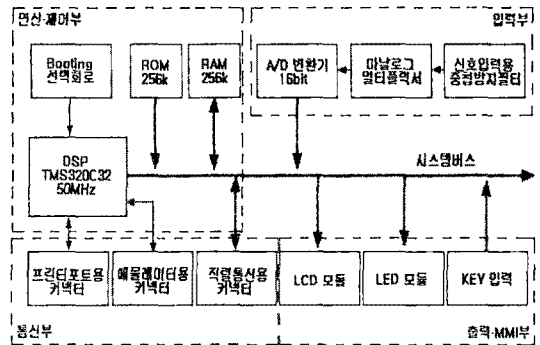 연산·제어부
Booting
선택회로
ROM
256k
RAM
256k
DSP
TMS320C32
50MHz
입력부
A/D 변환기
16bit
아날로그
멀티플렉서
신호입력용
중첩방지필터
시스템버스
프린터포트용
커넥터
에뮬레이터용
커넥터
직렬통신용
커넥터
LCD 모듈
LED 모듈
KEY 입력
통신부
출력·MMI부